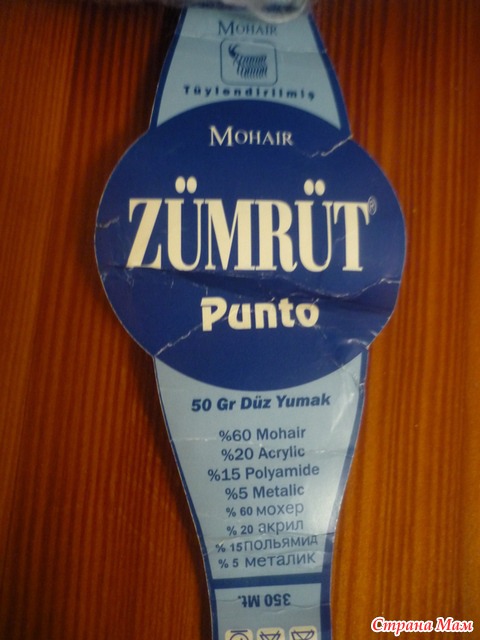 MOHAIR
Tüylendirilmiş
MOHAIR
ZÜMRÜT®
Punto
50 Gr Düz Yumak
%60 Mohair
%20 Acrylic
%15 Polyamide
%5 Metalic
% 60 мохер
% 20 акрил
% 15 польямид
% 5 металик
350 Mt.
Страна Мам